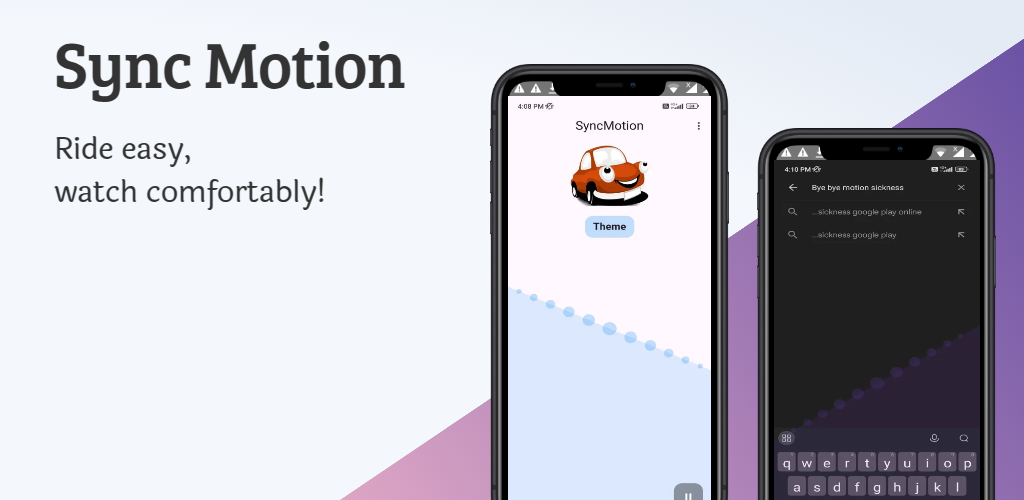 Sync Motion
Ride easy,
watch comfortably!
4:08 PM
SyncMotion
Theme
4:10 PM
Bye bye motion sickness
...sickness google play online
...sickness google play
q w e r t y u i o p
a s d f g h j k l